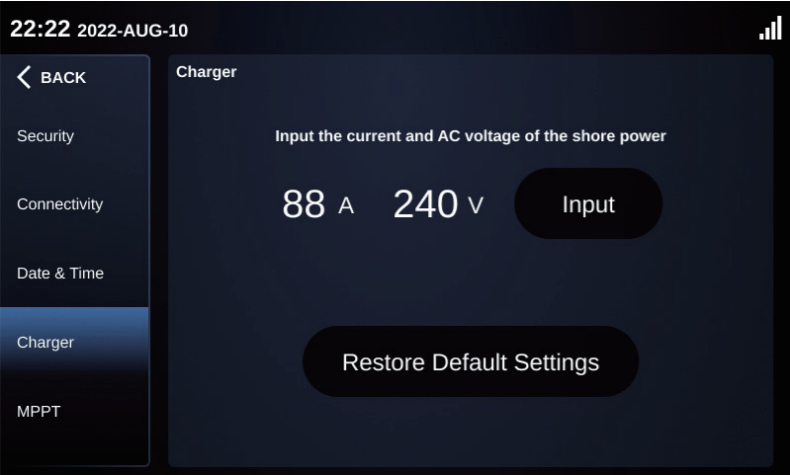 22:22 2022-AUG-10
BACK
Charger
Security
Input the current and AC voltage of the shore power
Connectivity
88 A 240 V Input
Date & Time
Charger
Restore Default Settings
MPPT